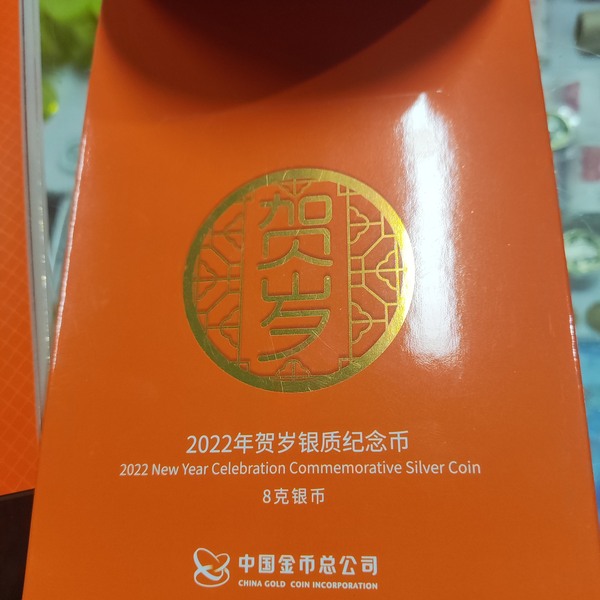 贺
岁
2022年贺岁银质纪念币
2022 New Year Celebration Commemorative Silver Coin
8克银币
中国金币总公司
CHINA GOLD COIN INCORPORATION